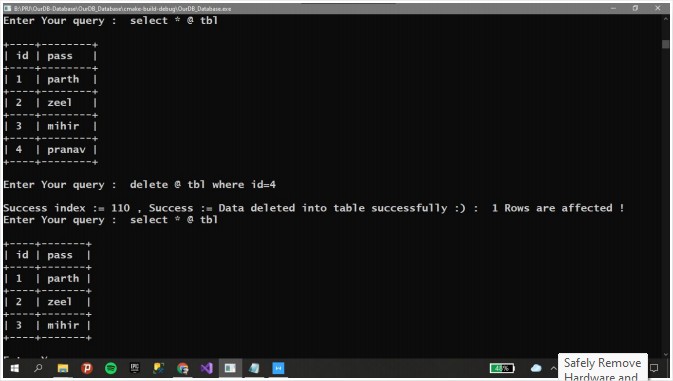 B:\PRJ\OurDB-Database\OurDB_Database\cmake-build-debug\OurDB_Database.exe
Enter Your query :  select * @ tbl
+----+--------+
| id | pass   |
+----+--------+
| 1  | parth  |
+----+--------+
| 2  | zeel   |
+----+--------+
| 3  | mihir  |
+----+--------+
| 4  | pranav |
+----+--------+
Enter Your query :  delete @ tbl where id=4
Success index := 110 , Success := Data deleted into table successfully :) :  1 Rows are affected !
Enter Your query :  select * @ tbl
+----+-------+
| id | pass  |
+----+-------+
| 1  | parth |
+----+-------+
| 2  | zeel  |
+----+-------+
| 3  | mihir |
+----+-------+
48%
Safely Remove
Hardware and